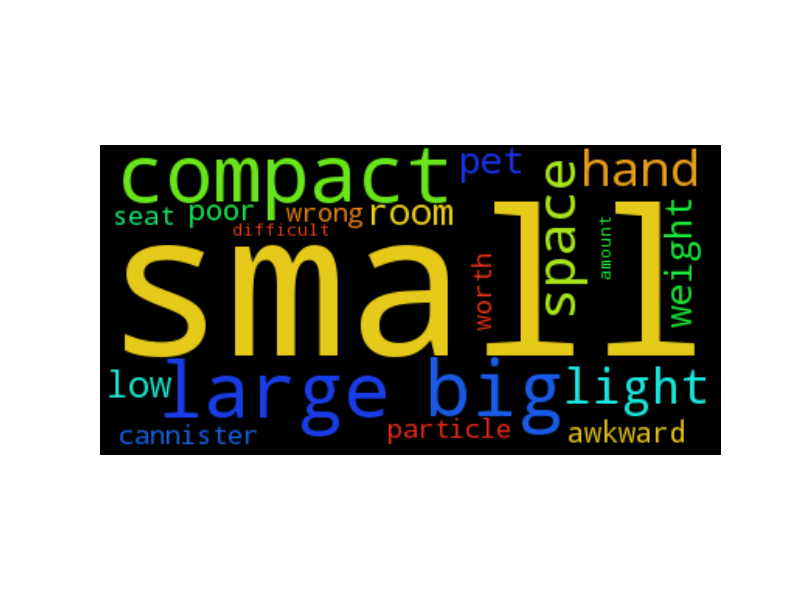 compact
pet
hand
space
seat
poor
wrong
room
difficult
small
worth
amount
weight
low
large
big
light
cannister
particle
awkward